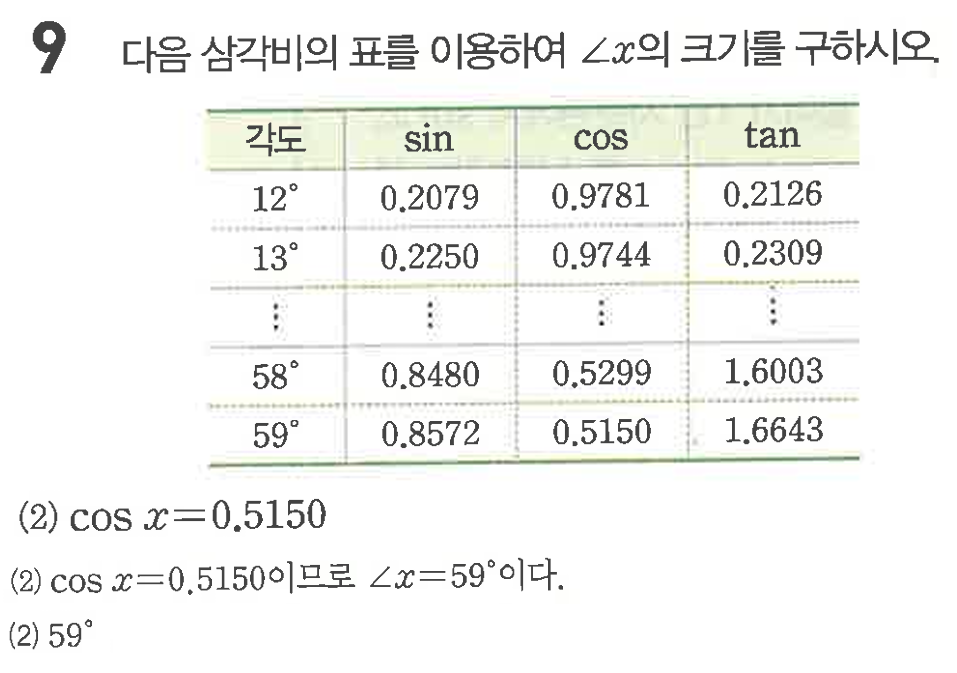 9 다음 삼각비의 표를 이용하여 ∠x의 크기를 구하시오.
각도 sin cos tan
12° 0.2079 0.9781 0.2126
13° 0.2250 0.9744 0.2309
⋮ ⋮ ⋮ ⋮
58° 0.8480 0.5299 1.6003
59° 0.8572 0.5150 1.6643
(2) cos x=0.5150
(2) cos x=0.5150이므로 ∠x=59°이다.
(2) 59°